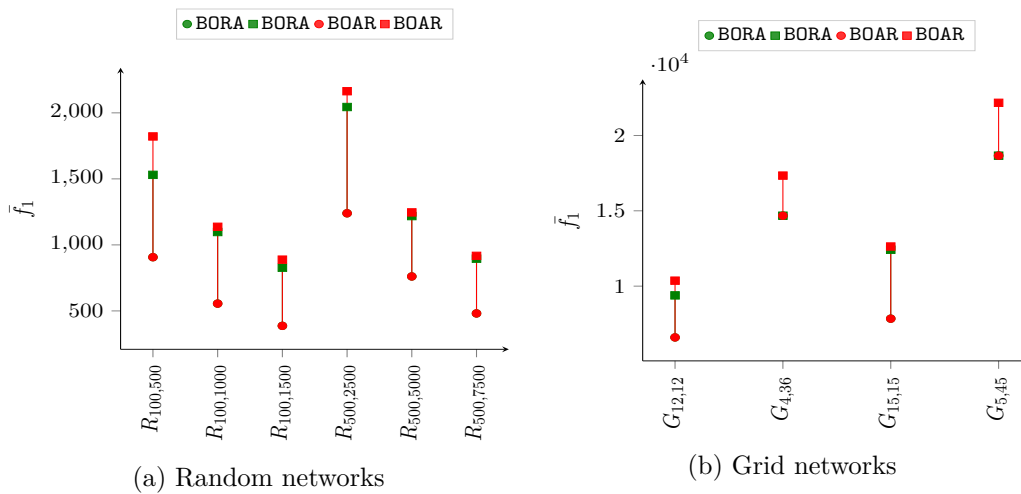 BORA BORA BOAR BOAR
2,000
1,500
1,000
500
f̄₁
R₁₀₀,₅₀₀
R₁₀₀,₁₀₀₀
R₁₀₀,₁₅₀₀
R₅₀₀,₂₅₀₀
R₅₀₀,₅₀₀₀
R₅₀₀,₇₅₀₀
(a) Random networks
BORA BORA BOAR BOAR
·10⁴
2
1.5
1
f̄₁
G₁₂,₁₂
G₄,₃₆
G₁₅,₁₅
G₅,₄₅
(b) Grid networks